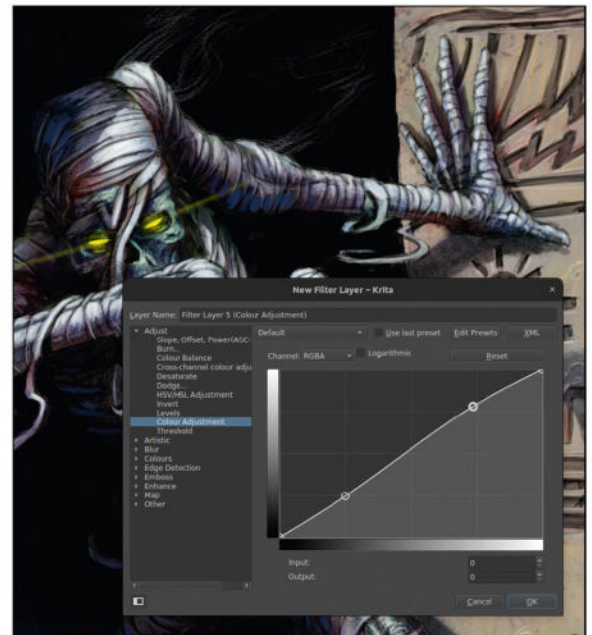 New Filter Layer – Krita ×
Layer Name: Filter Layer 5 (Colour Adjustment)
Adjust
Slope, Offset, Power(ASC-
Burn...
Colour Balance
Cross-channel colour adju
Desaturate
Dodge...
HSV/HSL Adjustment
Invert
Levels
Colour Adjustment
Threshold
Artistic
Blur
Colours
Edge Detection
Emboss
Enhance
Map
Other
Default Use last preset Edit Presets XML
Channel: RGBA Logarithmic Reset
Input: 0
Output: 0
Cancel OK